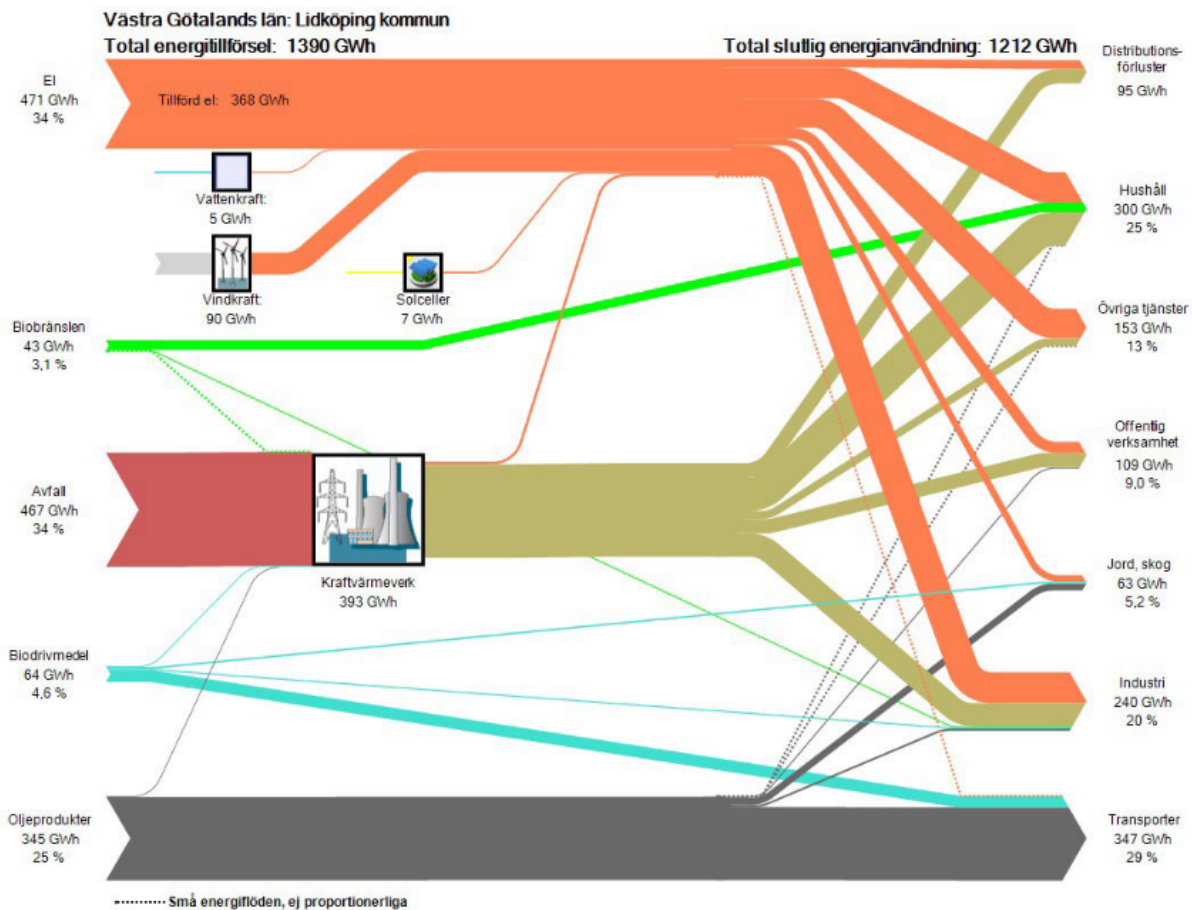 Västra Götalands län: Lidköping kommun
Total energitillförsel: 1390 GWh
Total slutlig energianvändning: 1212 GWh
El
471 GWh
34 %
Tillförd el: 368 GWh
Vattenkraft:
5 GWh
Vindkraft:
90 GWh
Solceller
7 GWh
Biobränslen
43 GWh
3,1 %
Avfall
467 GWh
34 %
Kraftvärmeverk
393 GWh
Biodrivmedel
64 GWh
4,6 %
Oljeprodukter
345 GWh
25 %
Distributions-
förluster
95 GWh
Hushåll
300 GWh
25 %
Övriga tjänster
153 GWh
13 %
Offentlig
verksamhet
109 GWh
9,0 %
Jord, skog
63 GWh
5,2 %
Industri
240 GWh
20 %
Transporter
347 GWh
29 %
Små energiflöden, ej proportionerliga